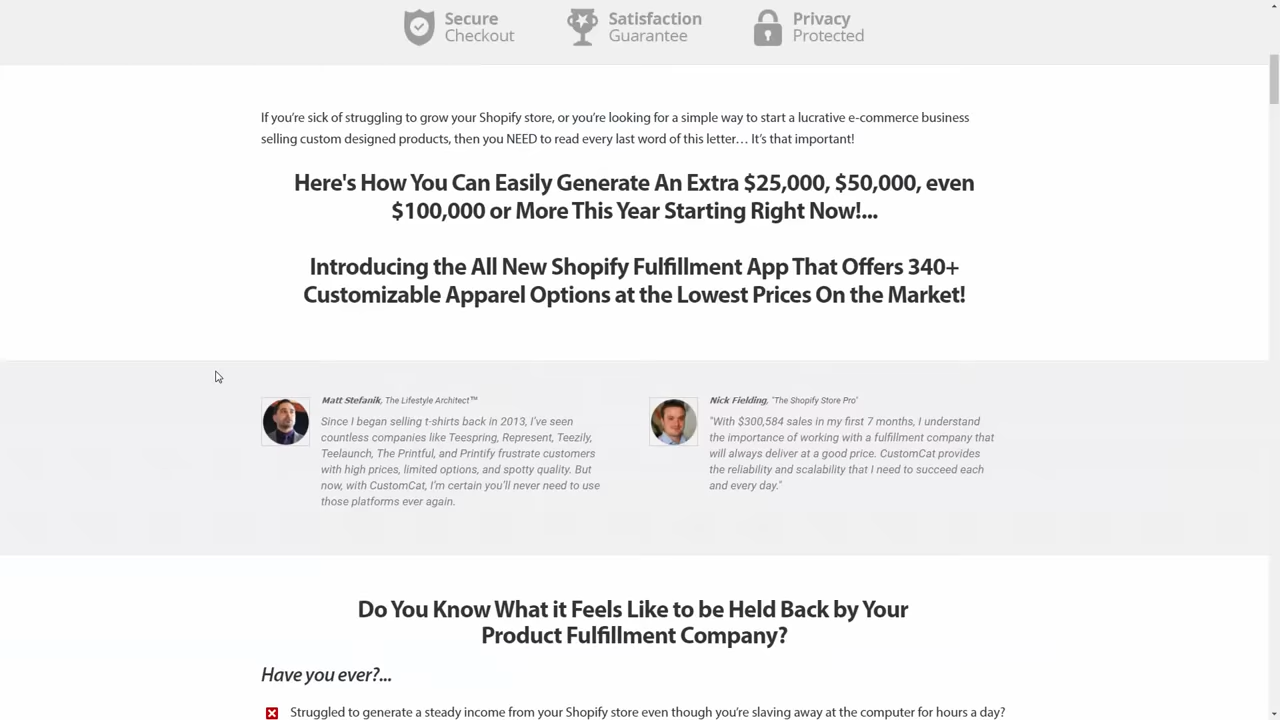 Secure
Checkout
Satisfaction
Guarantee
Privacy
Protected
If you're sick of struggling to grow your Shopify store, or you're looking for a simple way to start a lucrative e-commerce business
selling custom designed products, then you NEED to read every last word of this letter… It's that important!
Here's How You Can Easily Generate An Extra $25,000, $50,000, even
$100,000 or More This Year Starting Right Now!...
Introducing the All New Shopify Fulfillment App That Offers 340+
Customizable Apparel Options at the Lowest Prices On the Market!
Matt Stefanik, The Lifestyle Architect™
Since I began selling t-shirts back in 2013, I've seen
countless companies like Teespring, Represent, Teezily,
Teelaunch, The Printful, and Printify frustrate customers
with high prices, limited options, and spotty quality. But
now, with CustomCat, I'm certain you'll never need to use
those platforms ever again.
Nick Fielding, "The Shopify Store Pro'
"With $300,584 sales in my first 7 months, I understand
the importance of working with a fulfillment company that
will always deliver at a good price. CustomCat provides
the reliability and scalability that I need to succeed each
and every day."
Do You Know What it Feels Like to be Held Back by Your
Product Fulfillment Company?
Have you ever?...
Struggled to generate a steady income from your Shopify store even though you're slaving away at the computer for hours a day?